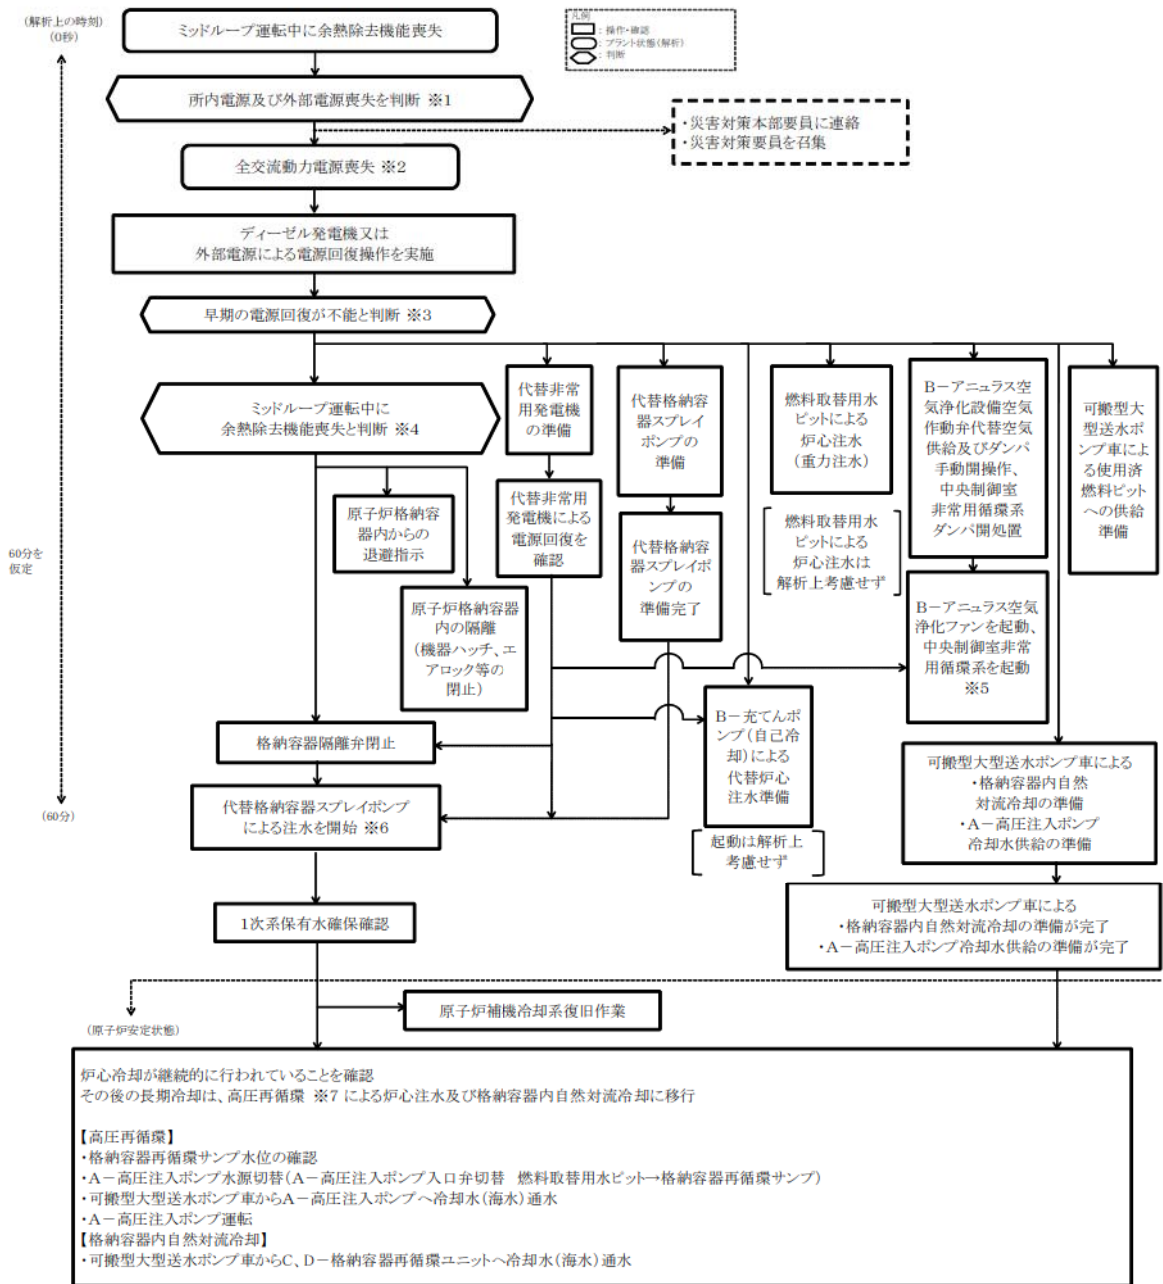 (解析上の時刻)
(0秒)
ミッドループ運転中に余熱除去機能喪失
凡例
: 操作・確認
: プラント状態(解析)
: 判断
所内電源及び外部電源喪失を判断 ※1
・災害対策本部要員に連絡
・災害対策要員を召集
全交流動力電源喪失 ※2
ディーゼル発電機又は
外部電源による電源回復操作を実施
早期の電源回復が不能と判断 ※3
ミッドループ運転中に
余熱除去機能喪失と判断 ※4
代替非常
用発電機
の準備
代替格納容
器スプレイ
ポンプの
準備
燃料取替用水
ピットによる
炉心注水
(重力注水)
B-アニュラス空
気浄化設備空気
作動弁代替空気
供給及びダンパ
手動開操作、
中央制御室
非常用循環系
ダンパ開処置
可搬型大
型送水ポ
ンプ車によ
る使用済
燃料ピット
への供給
準備
原子炉格納容
器内からの
退避指示
代替非常用
発電機による
電源回復を
確認
代替格納容
器スプレイポ
ンプの
準備完了
燃料取替用水
ピットによる
炉心注水は
解析上考慮せず
60分を
仮定
原子炉格納容器
内の隔離
(機器ハッチ、エ
アロック等の
閉止)
B-アニュラス空気
浄化ファンを起動、
中央制御室非常
用循環系を起動
※5
格納容器隔離弁閉止
B-充てんポ
ンプ(自己冷
却)による
代替炉心
注水準備
可搬型大型送水ポンプ車による
・格納容器内自然
対流冷却の準備
・A-高圧注入ポンプ
冷却水供給の準備
(60分)
代替格納容器スプレイポンプ
による注水を開始 ※6
起動は解析上
考慮せず
1次系保有水確保確認
可搬型大型送水ポンプ車による
・格納容器内自然対流冷却の準備が完了
・A-高圧注入ポンプ冷却水供給の準備が完了
原子炉補機冷却系復旧作業
(原子炉安定状態)
炉心冷却が継続的に行われていることを確認
その後の長期冷却は、高圧再循環 ※7 による炉心注水及び格納容器内自然対流冷却に移行
【高圧再循環】
・格納容器再循環サンプ水位の確認
・A-高圧注入ポンプ水源切替(A-高圧注入ポンプ入口弁切替 燃料取替用水ピット→格納容器再循環サンプ)
・可搬型大型送水ポンプ車からA-高圧注入ポンプへ冷却水(海水)通水
・A-高圧注入ポンプ運転
【格納容器内自然対流冷却】
・可搬型大型送水ポンプ車からC、D-格納容器再循環ユニットへ冷却水(海水)通水